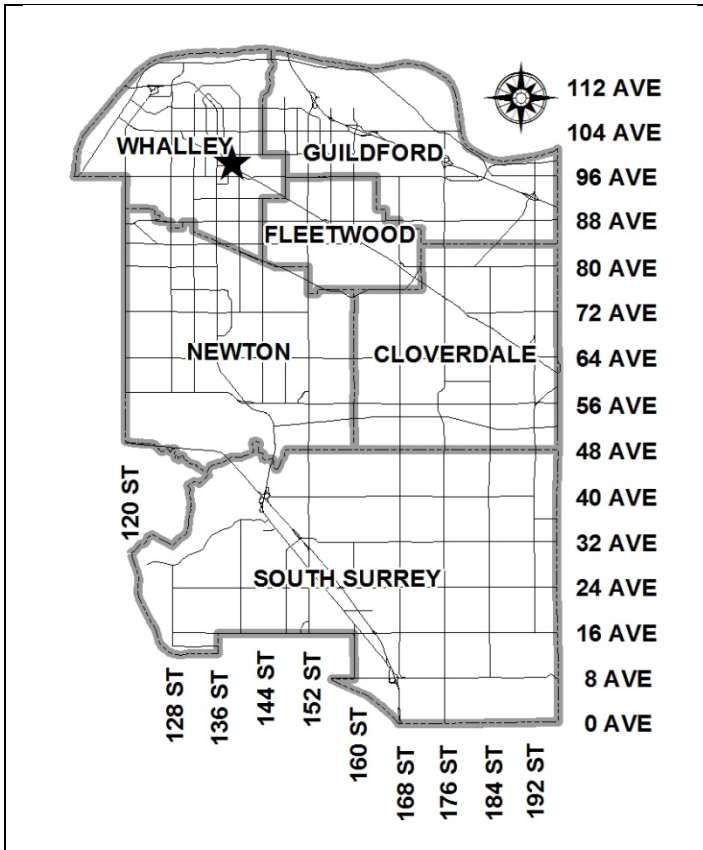 112 AVE
104 AVE
WHALLEY
GUILDFORD
96 AVE
88 AVE
FLEETWOOD
80 AVE
72 AVE
NEWTON
CLOVERDALE
64 AVE
56 AVE
48 AVE
120 ST
40 AVE
32 AVE
SOUTH SURREY
24 AVE
16 AVE
8 AVE
0 AVE
128 ST
136 ST
144 ST
152 ST
160 ST
168 ST
176 ST
184 ST
192 ST